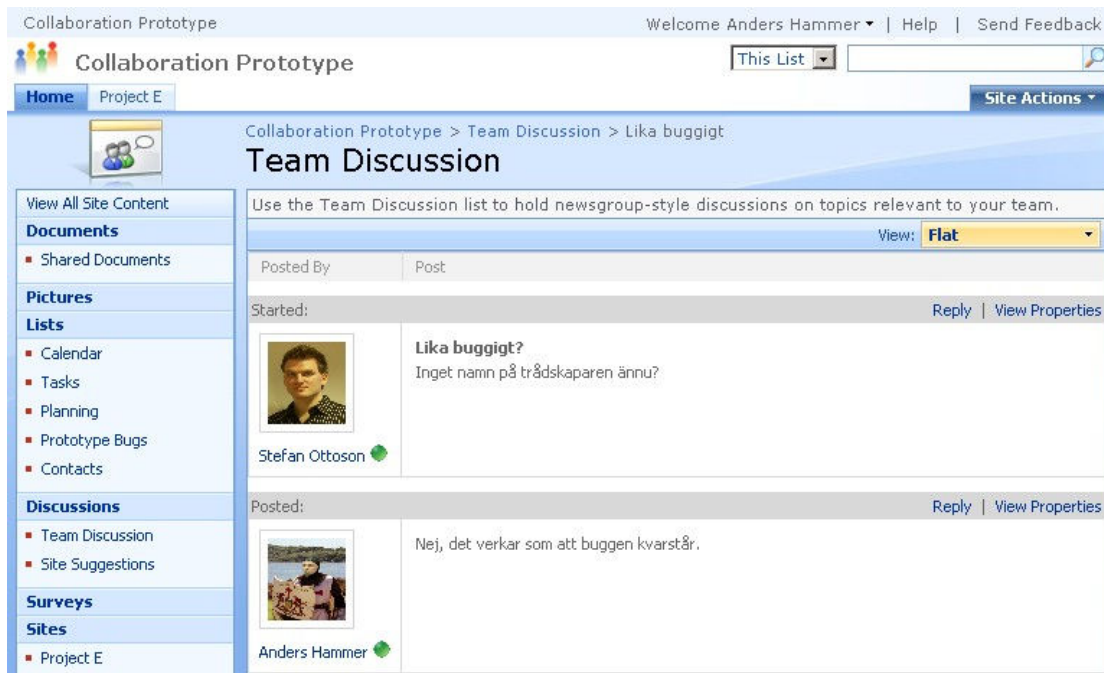 Collaboration Prototype
Welcome Anders Hammer | Help | Send Feedback
Collaboration Prototype
This List
Home Project E
Site Actions
Collaboration Prototype > Team Discussion > Lika buggigt
Team Discussion
View All Site Content
Documents
Shared Documents
Pictures
Lists
Calendar
Tasks
Planning
Prototype Bugs
Contacts
Discussions
Team Discussion
Site Suggestions
Surveys
Sites
Project E
Use the Team Discussion list to hold newsgroup-style discussions on topics relevant to your team.
View: Flat
Posted By Post
Started: Reply | View Properties
Lika buggigt?
Inget namn på trådskaparen ännu?
Stefan Ottoson
Posted: Reply | View Properties
Nej, det verkar som att buggen kvarstår.
Anders Hammer